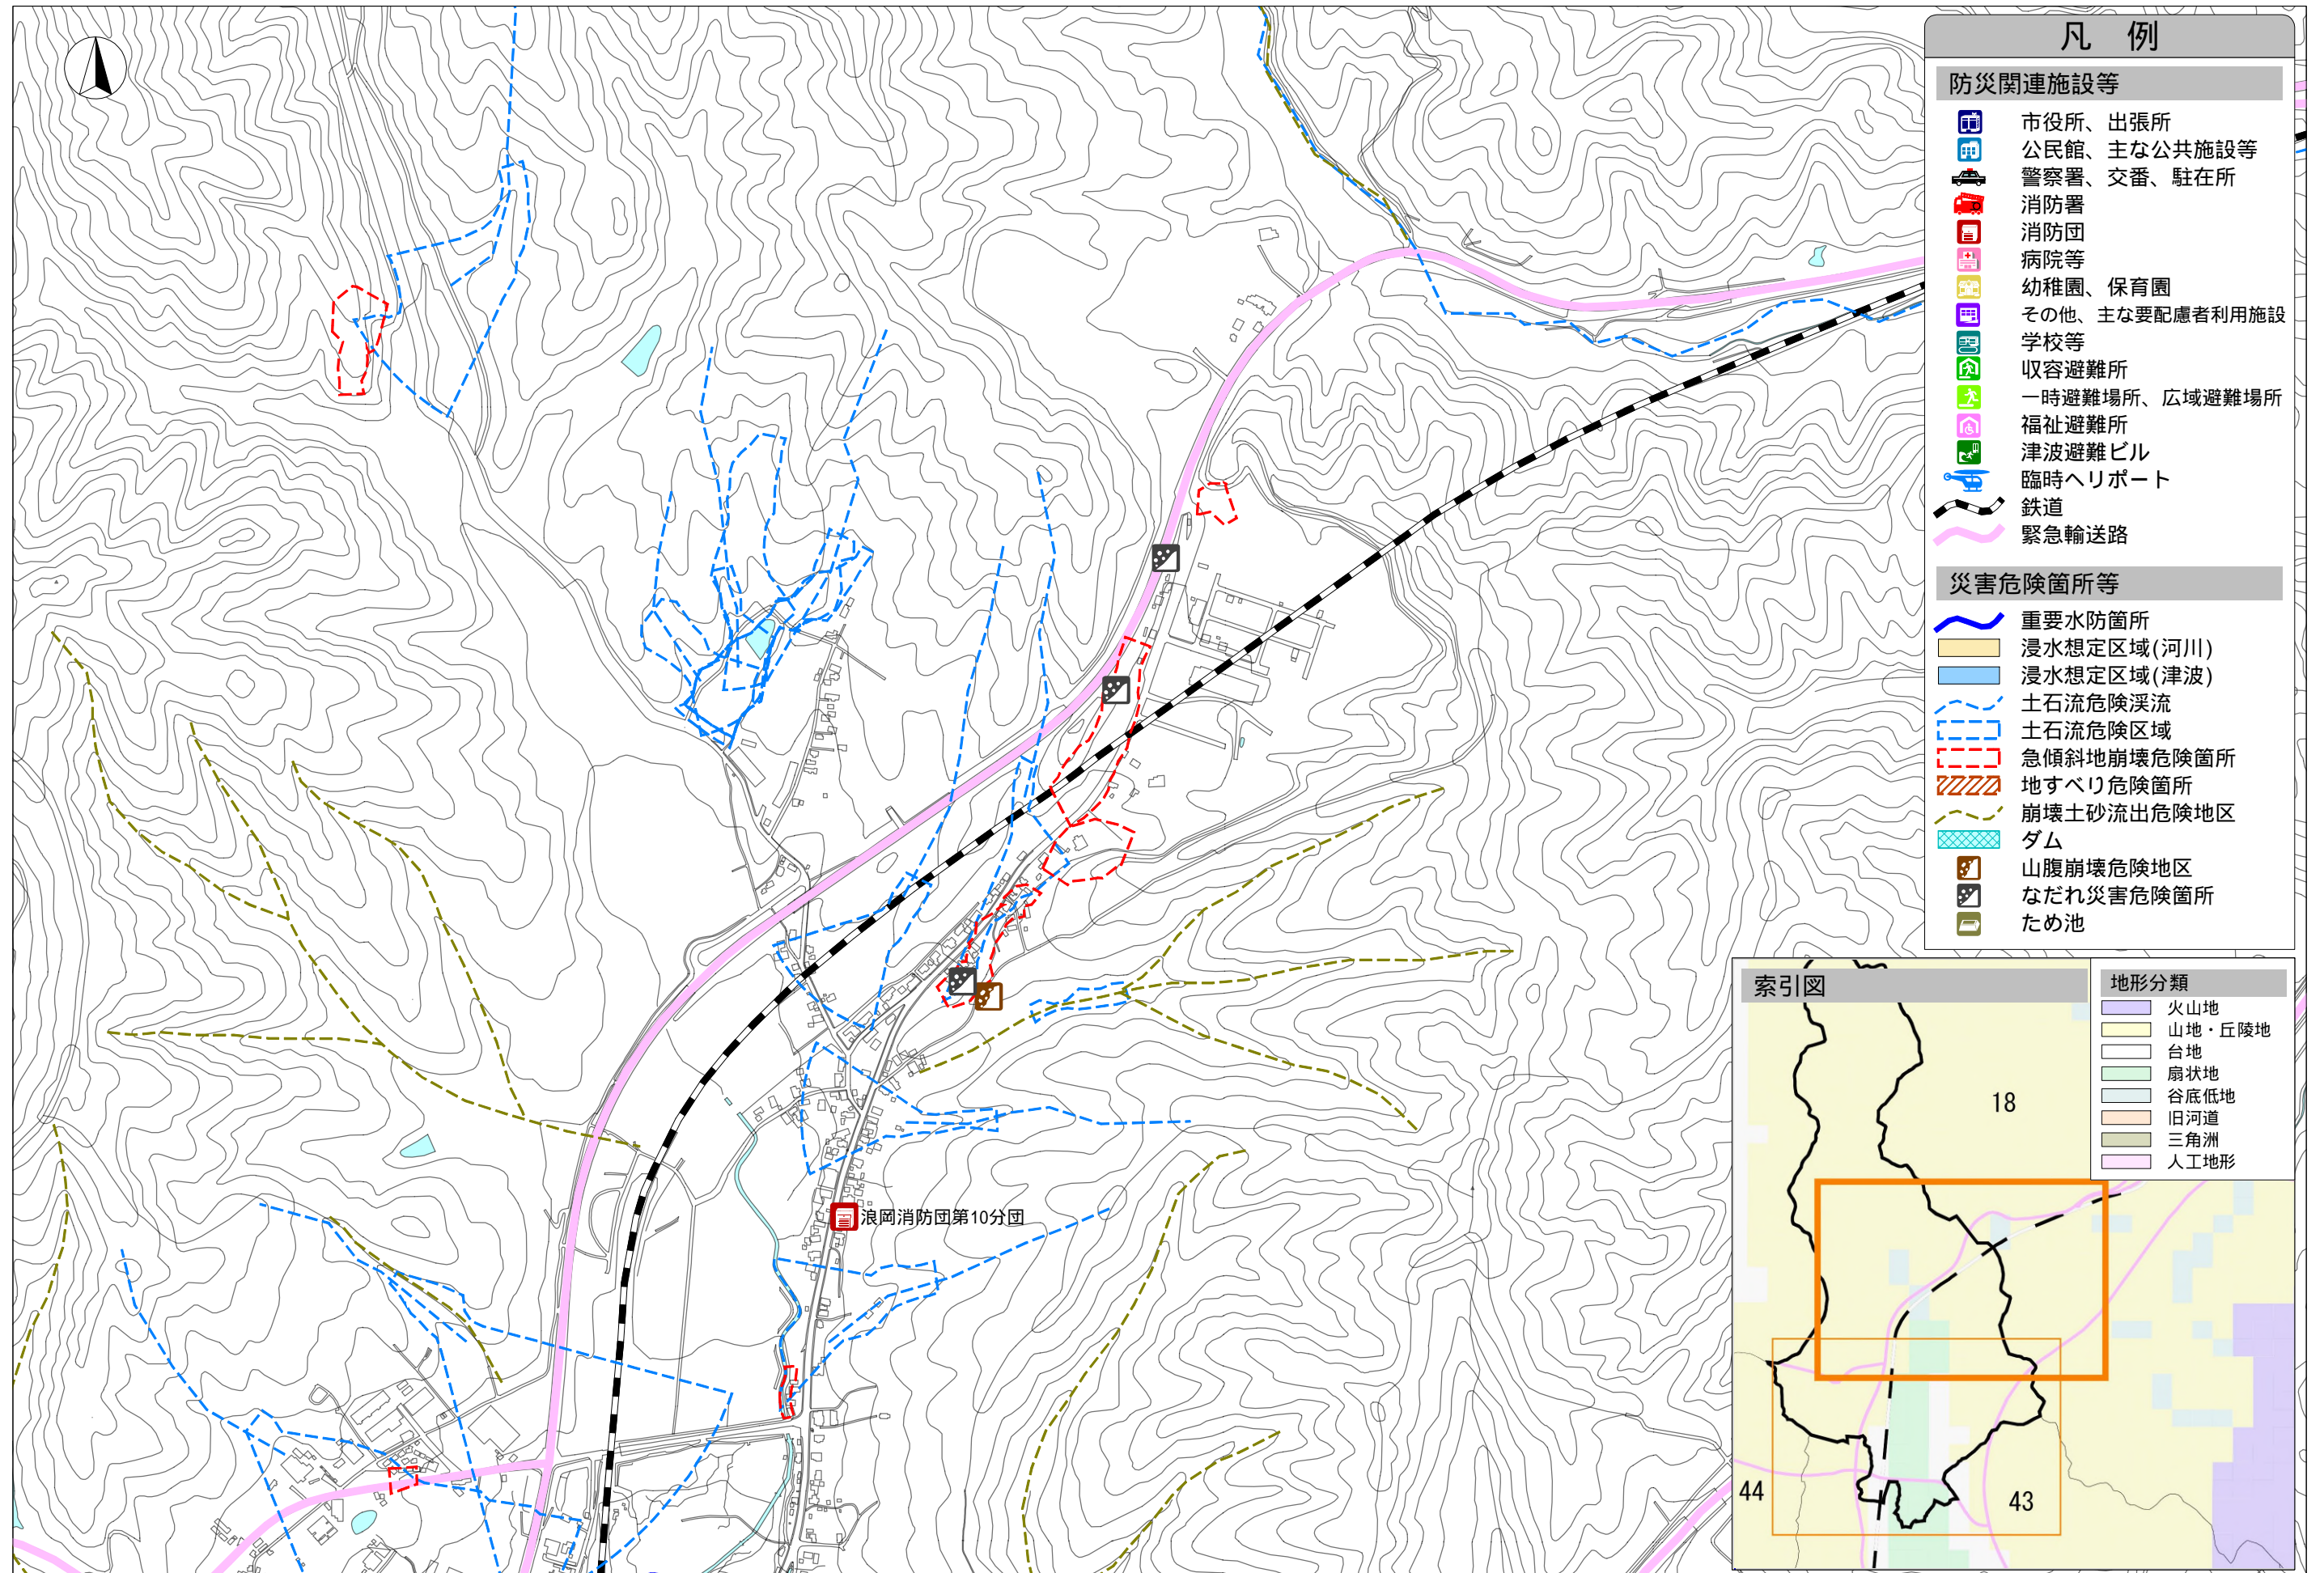 凡 例
防災関連施設等
市役所、出張所
公民館、主な公共施設等
警察署、交番、駐在所
消防署
消防団
病院等
幼稚園、保育園
その他、主な要配慮者利用施設
学校等
収容避難所
一時避難場所、広域避難場所
福祉避難所
津波避難ビル
臨時ヘリポート
鉄道
緊急輸送路
災害危険箇所等
重要水防箇所
浸水想定区域(河川)
浸水想定区域(津波)
土石流危険渓流
土石流危険区域
急傾斜地崩壊危険箇所
地すべり危険箇所
崩壊土砂流出危険地区
ダム
山腹崩壊危険地区
なだれ災害危険箇所
ため池
索引図
地形分類
火山地
山地・丘陵地
台地
扇状地
谷底低地
旧河道
三角洲
人工地形
18
44
43
浪岡消防団第10分団